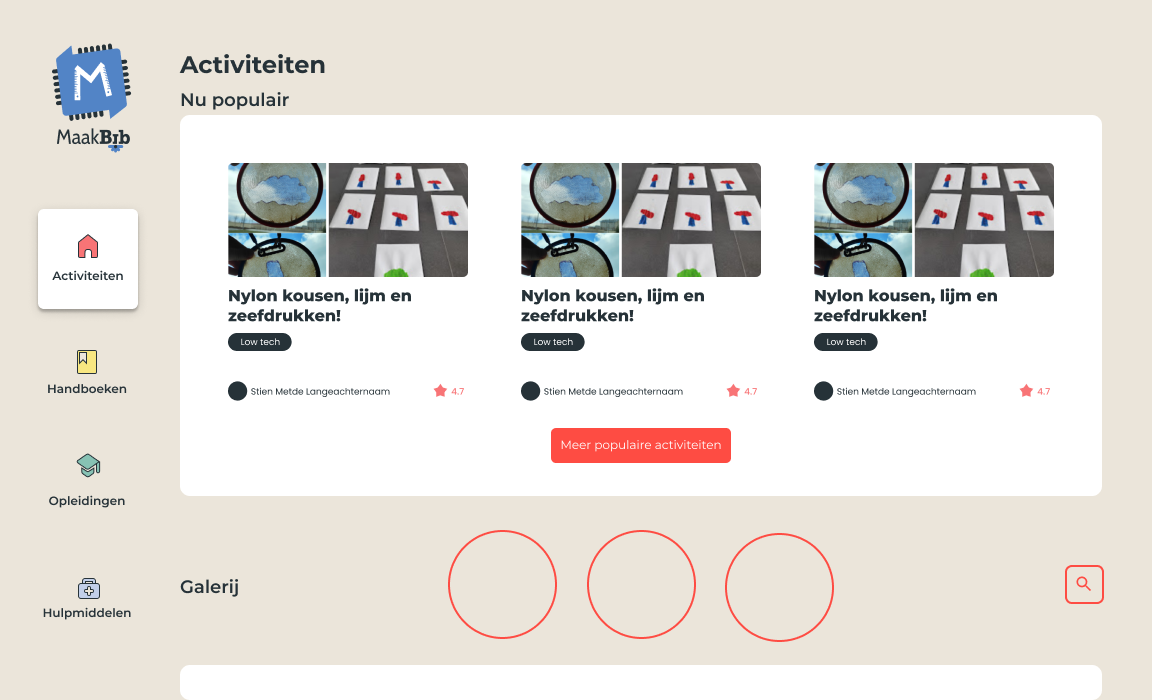 M
MaakBib
Activiteiten
Handboeken
Opleidingen
Hulpmiddelen
Activiteiten
Nu populair
Nylon kousen, lijm en
zeefdrukken!
Low tech
Stien Metde Langeachternaam
4.7
Nylon kousen, lijm en
zeefdrukken!
Low tech
Stien Metde Langeachternaam
4.7
Nylon kousen, lijm en
zeefdrukken!
Low tech
Stien Metde Langeachternaam
4.7
Meer populaire activiteiten
Galerij